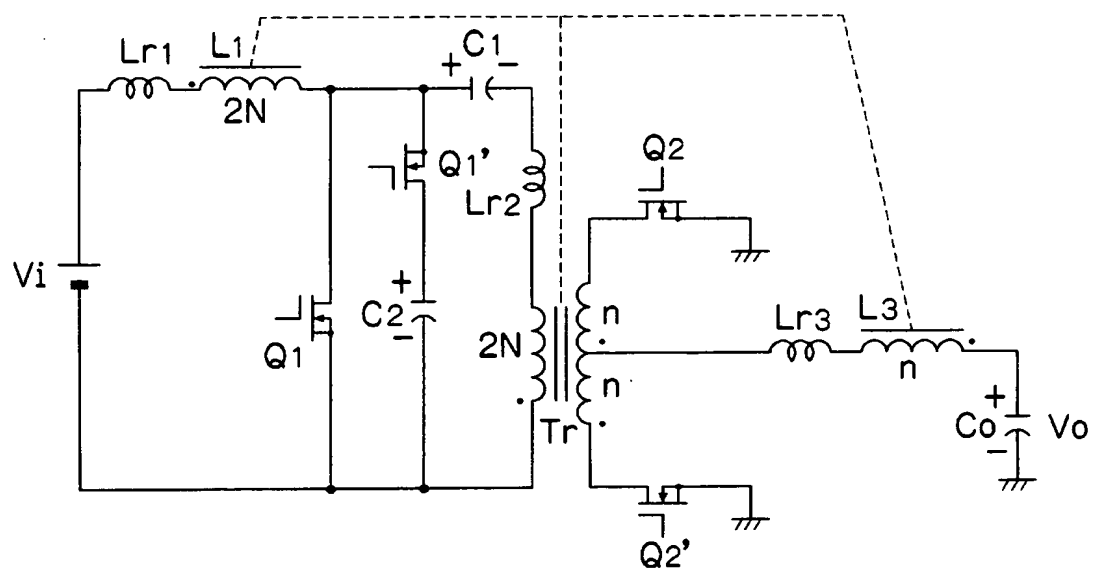 Lr1
L1
2N
+ C1 -
Q1'
Lr2
Q2
Vi
Q1
+
C2
-
2N
Tr
n
n
Lr3
L3
n
+
Co
-
Vo
Q2'